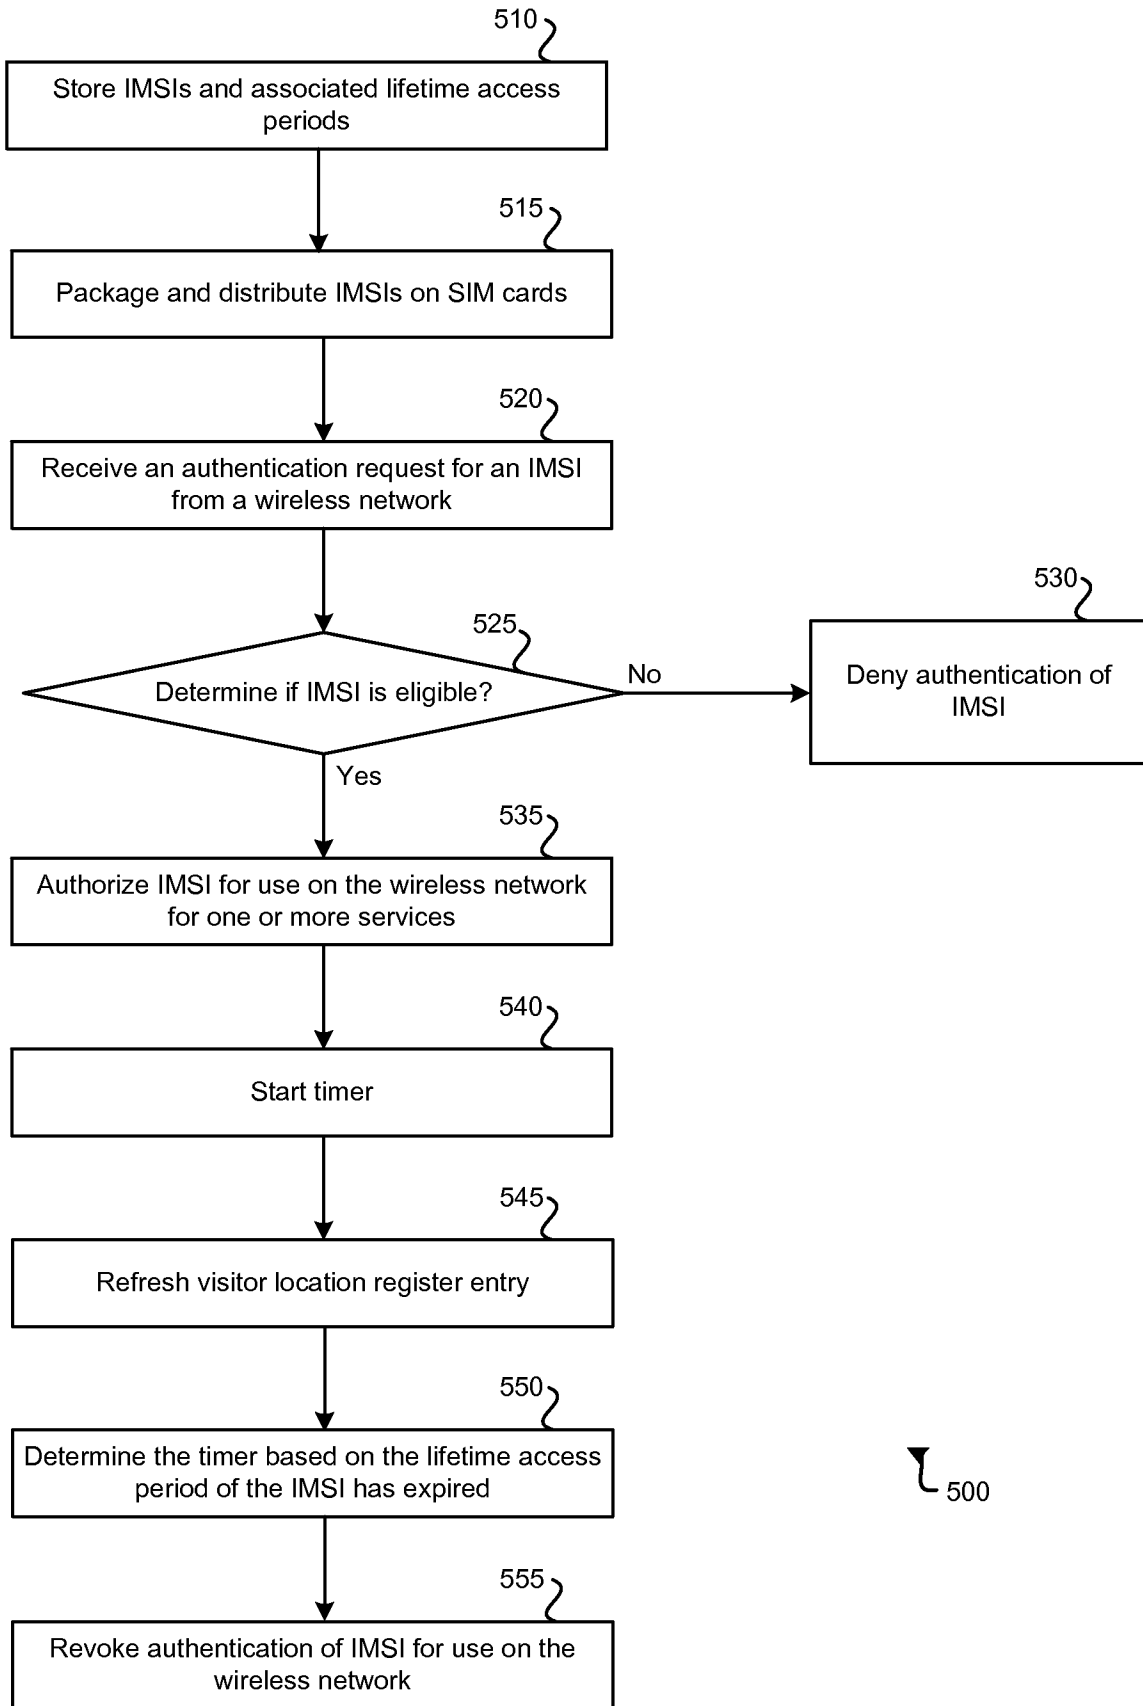 510
Store IMSIs and associated lifetime access
periods
515
Package and distribute IMSIs on SIM cards
520
Receive an authentication request for an IMSI
from a wireless network
525
Determine if IMSI is eligible?
No
530
Deny authentication of
IMSI
Yes
535
Authorize IMSI for use on the wireless network
for one or more services
540
Start timer
545
Refresh visitor location register entry
550
Determine the timer based on the lifetime access
period of the IMSI has expired
500
555
Revoke authentication of IMSI for use on the
wireless network